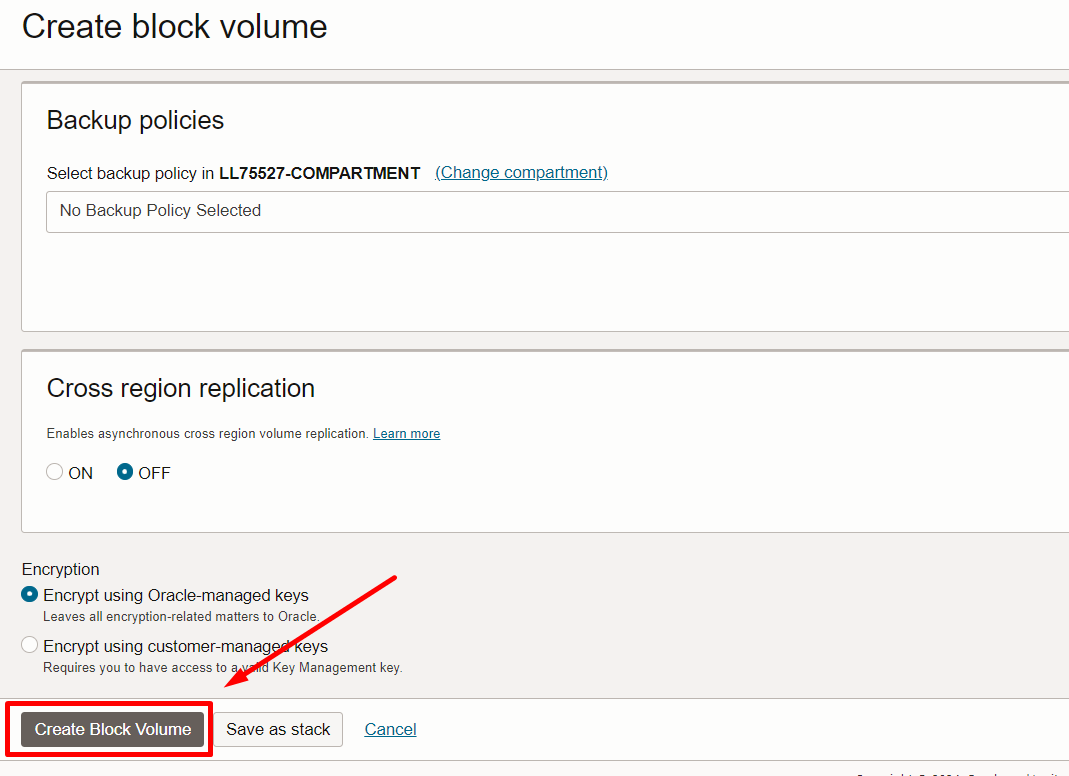 Create block volume
Backup policies
Select backup policy in LL75527-COMPARTMENT (Change compartment)
No Backup Policy Selected
Cross region replication
Enables asynchronous cross region volume replication. Learn more
ON OFF
Encryption
Encrypt using Oracle-managed keys
Leaves all encryption-related matters to Oracle.
Encrypt using customer-managed keys
Requires you to have access to a valid Key Management key.
Create Block Volume Save as stack Cancel